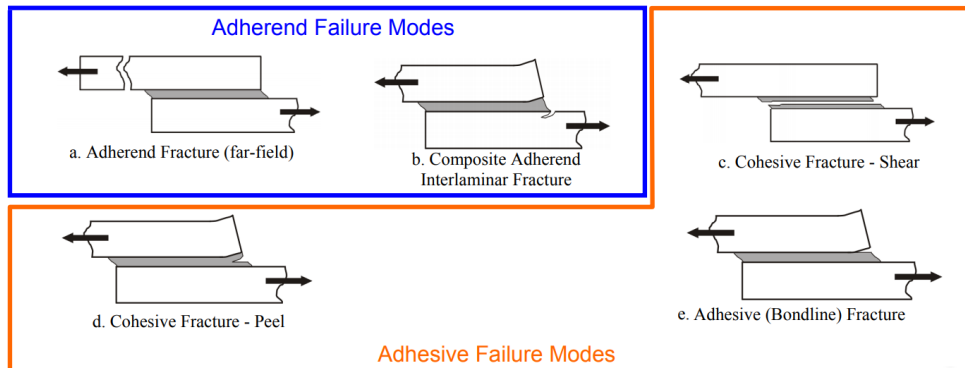 Adherend Failure Modes
a. Adherend Fracture (far-field)
b. Composite Adherend
Interlaminar Fracture
c. Cohesive Fracture - Shear
d. Cohesive Fracture - Peel
e. Adhesive (Bondline) Fracture
Adhesive Failure Modes